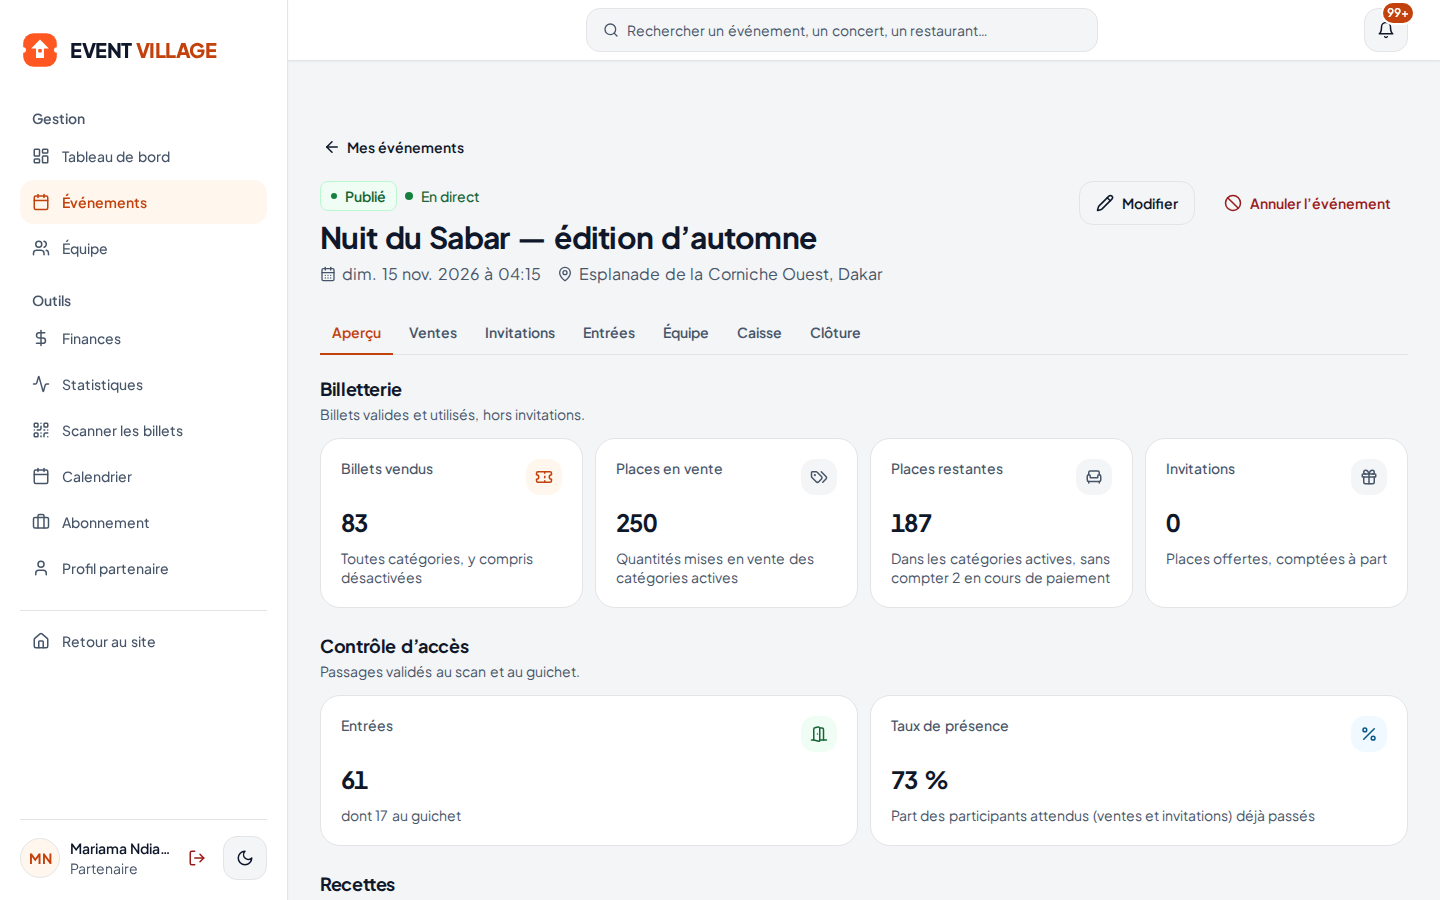 EVENT VILLAGE
Rechercher un événement, un concert, un restaurant…
99+
Gestion
Tableau de bord
Événements
Équipe
Outils
Finances
Statistiques
Scanner les billets
Calendrier
Abonnement
Profil partenaire
Retour au site
MN
Mariama Ndia…
Partenaire
Mes événements
Publié
En direct
Modifier
Annuler l’événement
Nuit du Sabar — édition d’automne
dim. 15 nov. 2026 à 04:15
Esplanade de la Corniche Ouest, Dakar
Aperçu
Ventes
Invitations
Entrées
Équipe
Caisse
Clôture
Billetterie
Billets valides et utilisés, hors invitations.
Billets vendus
83
Toutes catégories, y compris
désactivées
Places en vente
250
Quantités mises en vente des
catégories actives
Places restantes
187
Dans les catégories actives, sans
compter 2 en cours de paiement
Invitations
0
Places offertes, comptées à part
Contrôle d’accès
Passages validés au scan et au guichet.
Entrées
61
dont 17 au guichet
Taux de présence
73 %
Part des participants attendus (ventes et invitations) déjà passés
Recettes